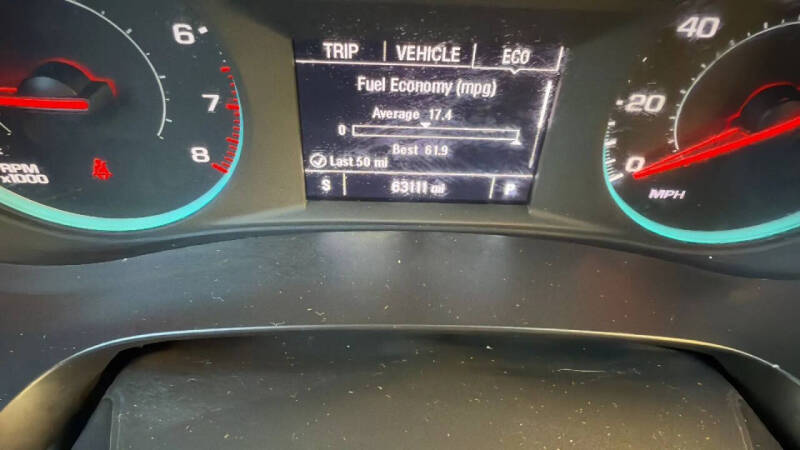 TRIP VEHICLE ECO
Fuel Economy (mpg)
Average 17.4
0
Best 61.9
Last 50 mi
S 63111 mi P
6
7
8
RPM
x1000
40
20
0
MPH